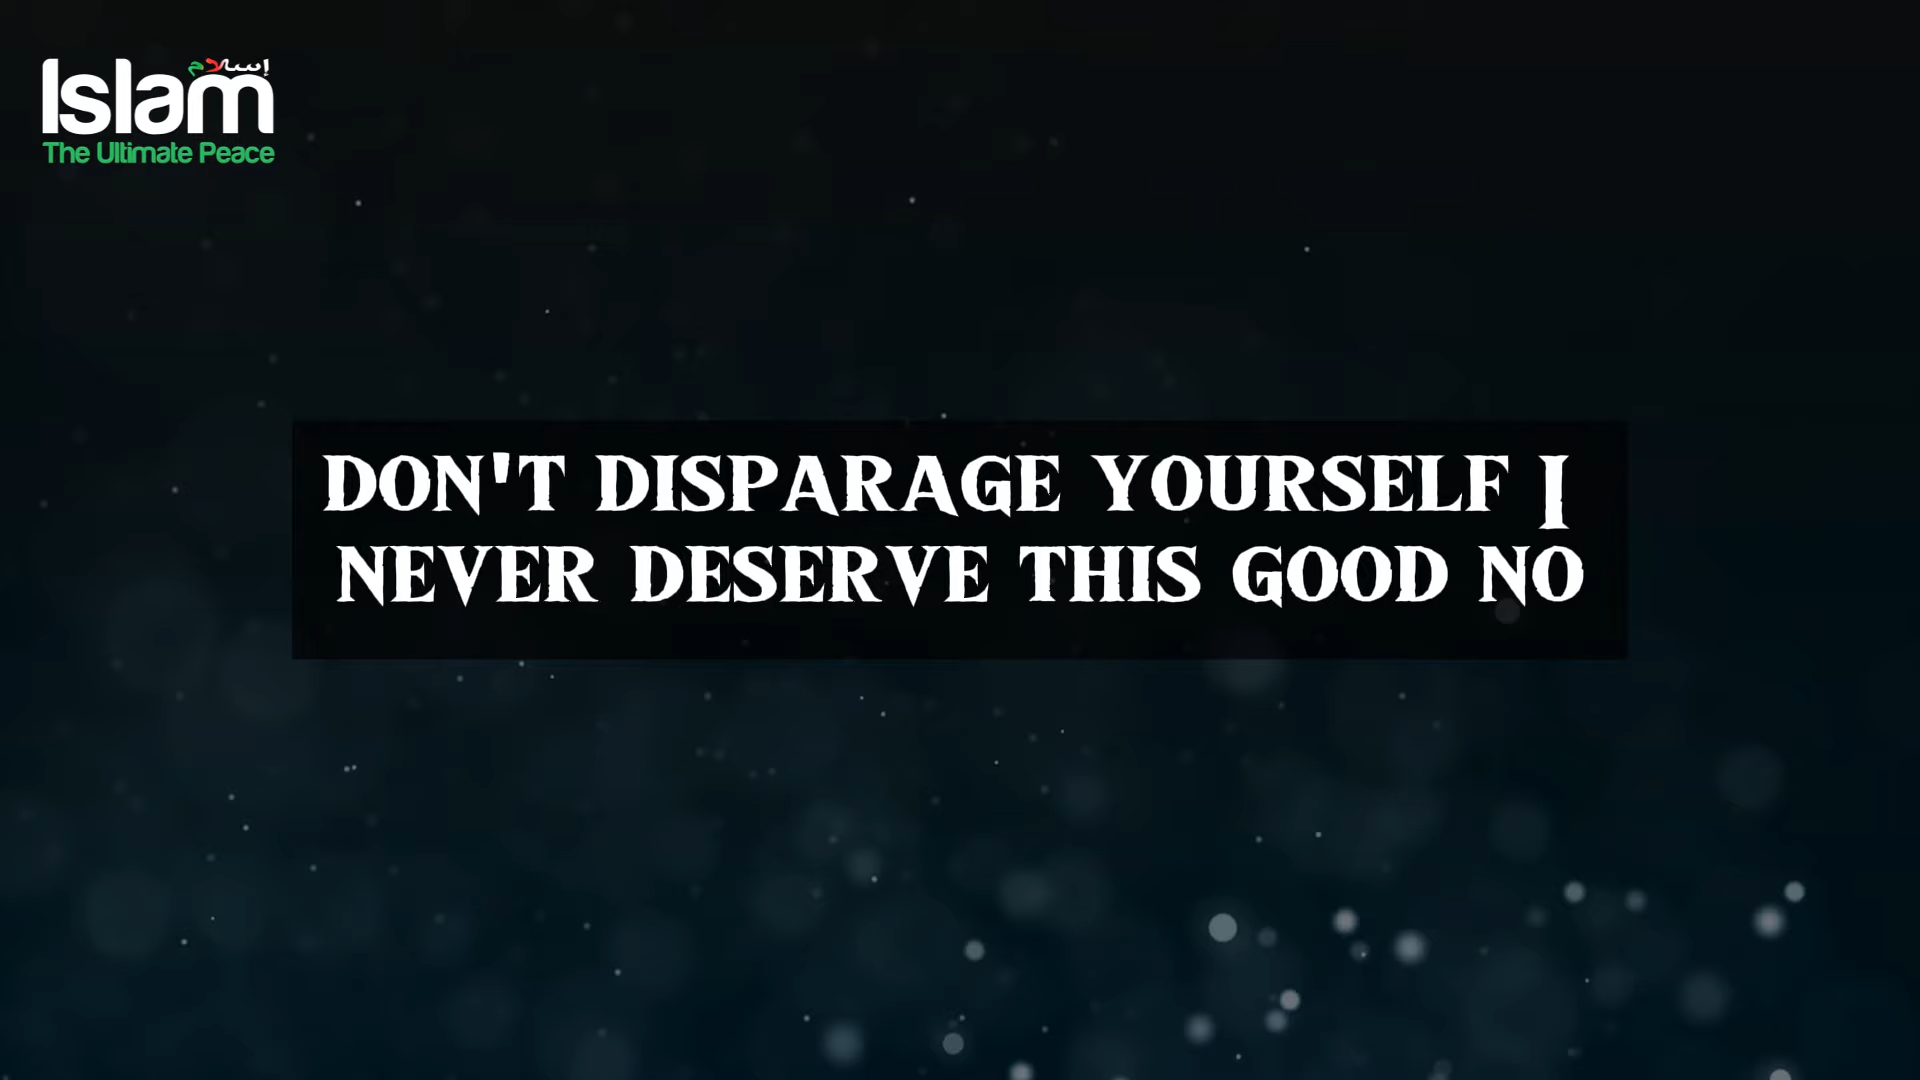 إسلام
Islam
The Ultimate Peace
DON'T DISPARAGE YOURSELF I
NEVER DESERVE THIS GOOD NO